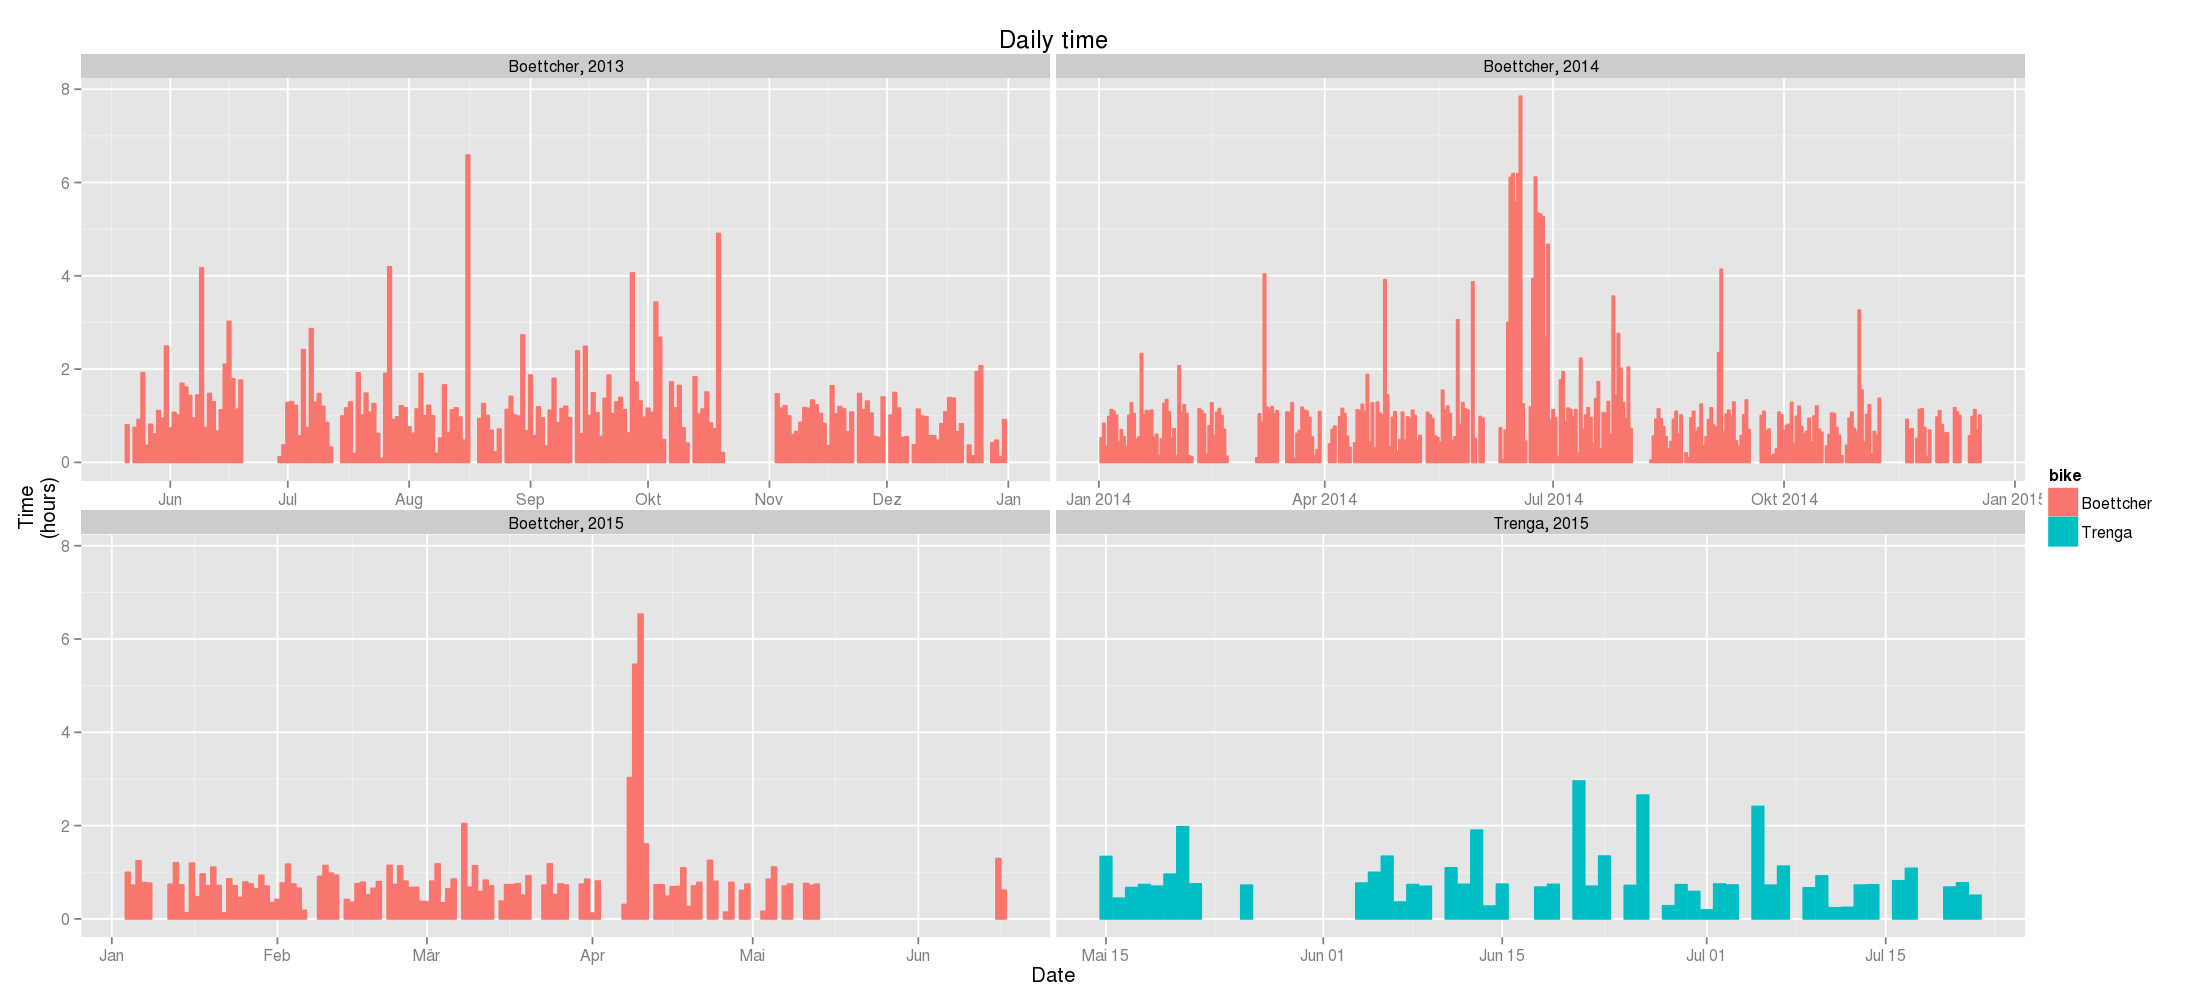 Daily time
Boettcher, 2013
Boettcher, 2014
8
6
4
2
0
Jun Jul Aug Sep Okt Nov Dez Jan
Jan 2014 Apr 2014 Jul 2014 Okt 2014 Jan 2015
Time
(hours)
bike
Boettcher
Trenga
Boettcher, 2015
Trenga, 2015
8
6
4
2
0
Jan Feb Mär Apr Mai Jun
Mai 15 Jun 01 Jun 15 Jul 01 Jul 15
Date